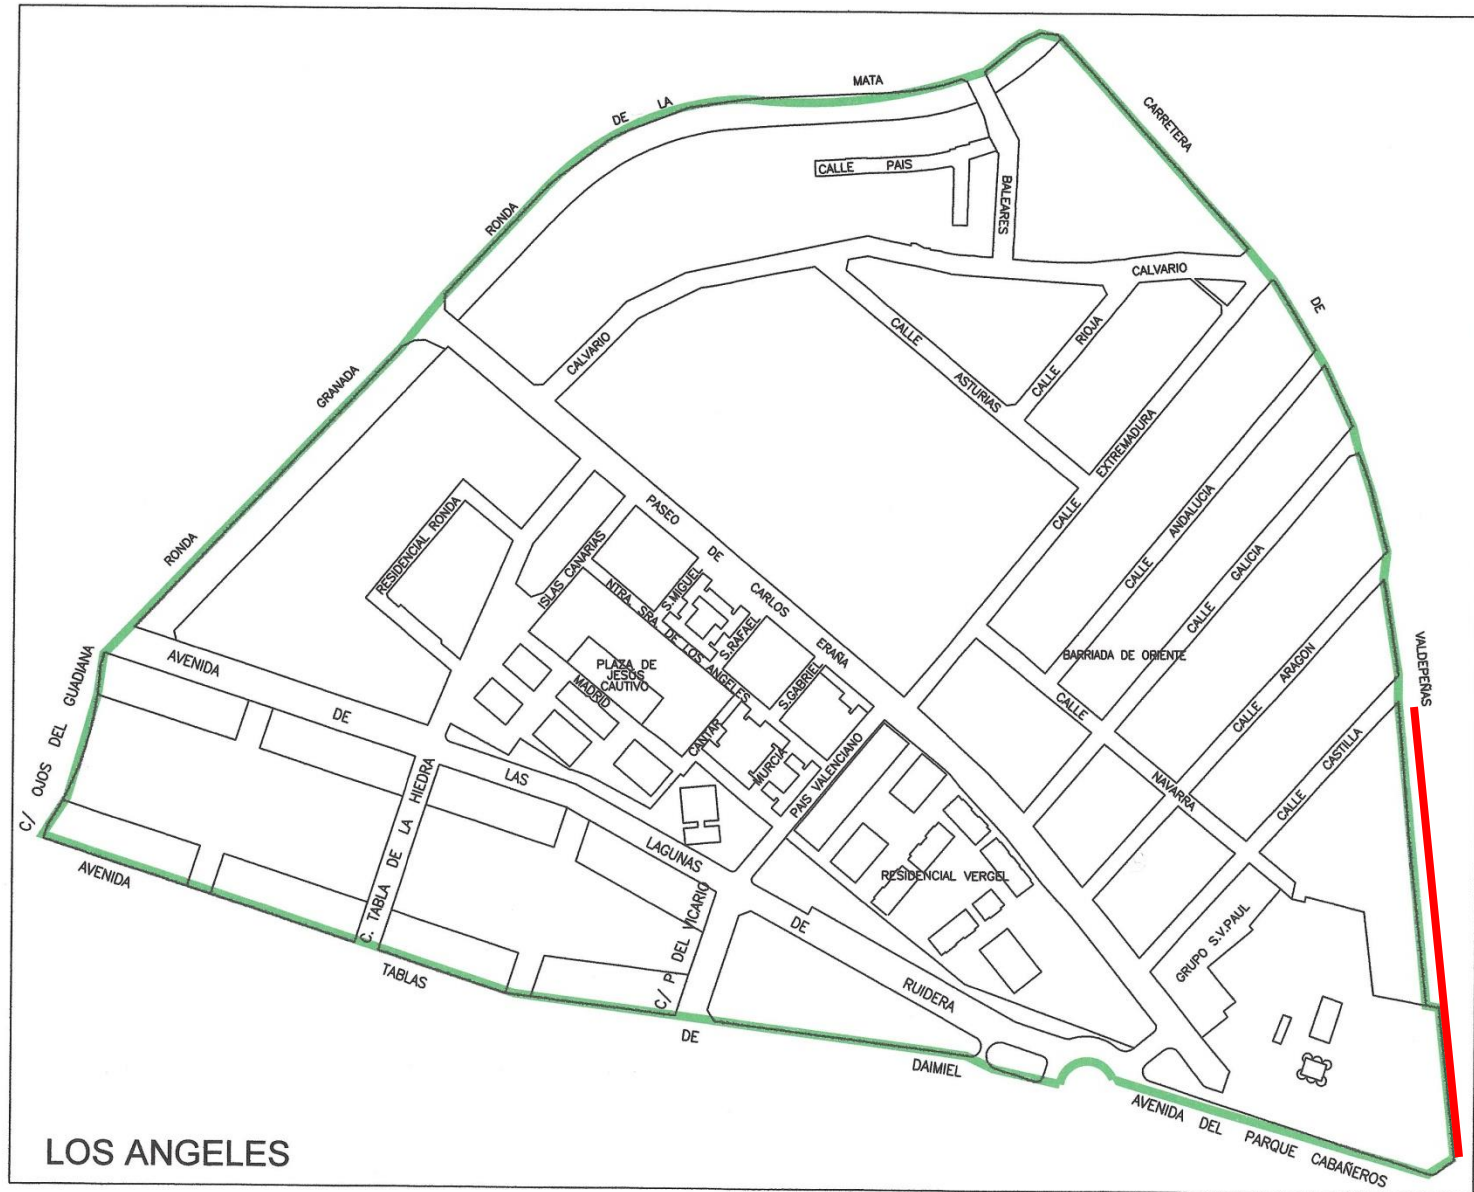 MATA
LA
DE
RONDA
CARRETERA
CALLE PAIS
BALEARES
CALVARIO
DE
CALLE
RIOJA
CALLE
ASTURIAS
CALVARIO
GRANADA
RONDA
EXTREMADURA
CALLE
ANDALUCIA
CALLE
GALICIA
CALLE
RESIDENCIAL RONDA
ISLAS CANARIAS
PASEO
DE
CARLOS
ERAÑA
S.MIGUEL
S.RAFAEL
S.GABRIEL
NTRA. SRA. DE LOS ANGELES
PLAZA DE
JESUS
CAUTIVO
MADRID
CANTAB
MURCIA
PAIS VALENCIANO
BARRIADA DE ORIENTE
ARAGON
CALLE
VALDEPEÑAS
CALLE
NAVARRA
CASTILLA
CALLE
C/ OJOS DEL GUADIANA
AVENIDA
DE
LAS
LAGUNAS
DE
RUIDERA
C. TABLA DE LA HIEDRA
C/ P. DEL VICARIO
RESIDENCIAL VERGEL
GRUPO S.V.PAUL
AVENIDA
TABLAS
DE
DAIMIEL
AVENIDA DEL PARQUE CABAÑEROS
LOS ANGELES